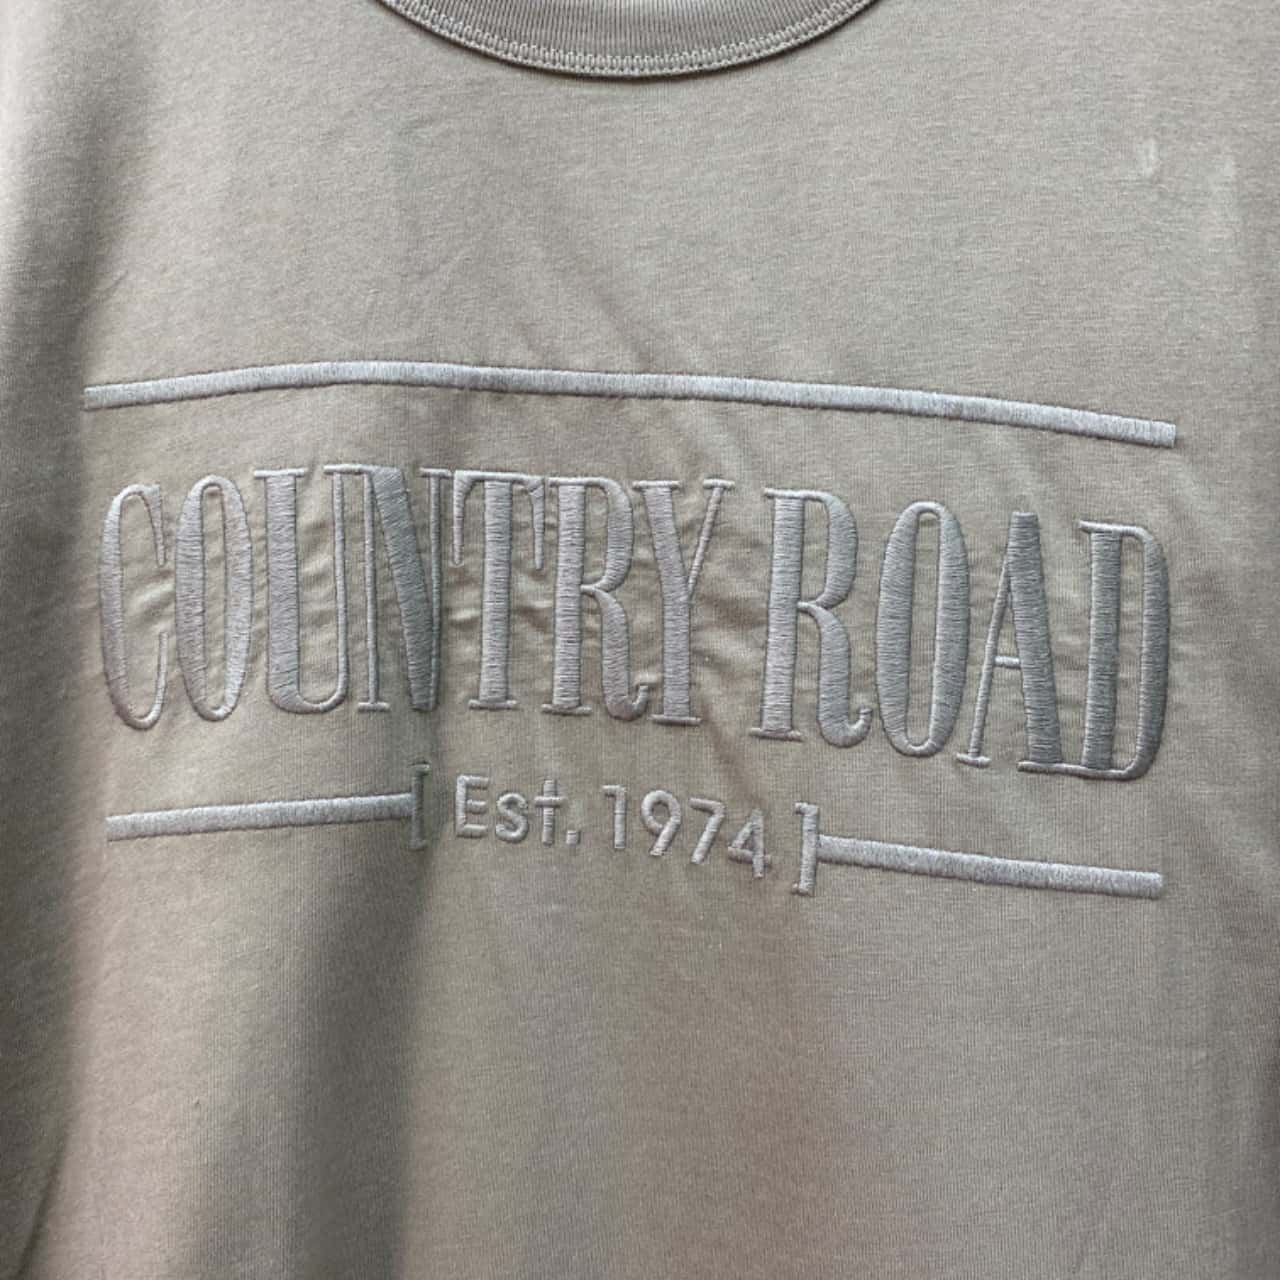 COUNTRY ROAD
[ Est. 1974 ]